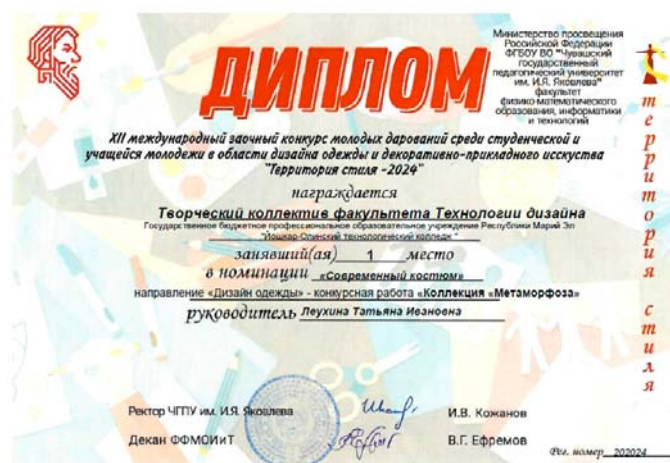 Министерство просвещения
Российской Федерации
ФГБОУ ВО "Чувашский
государственный
педагогический университет
им. И.Я. Яковлева"
факультет
физико-математического
образования, информатики
и технологий
ДИПЛОМ
XII международный заочный конкурс молодых дарований среди студенческой и
учащейся молодежи в области дизайна одежды и декоративно-прикладного исскуства
"Территория стиля -2024"
награждается
Творческий коллектив факультета Технологии дизайна
Государственное бюджетное профессиональное образовательное учреждение Республики Марий Эл
"Йошкар-Олинский технологический колледж "
занявший(ая) 1 место
в номинации «Современный костюм»
направление «Дизайн одежды» - конкурсная работа «Коллекция «Метаморфоза»
руководитель Леухина Татьяна Ивановна
Ректор ЧГПУ им. И.Я. Яковлева И.В. Кожанов
Декан ФФМОИиТ В.Г. Ефремов
Рег. номер 202024
территория стиля